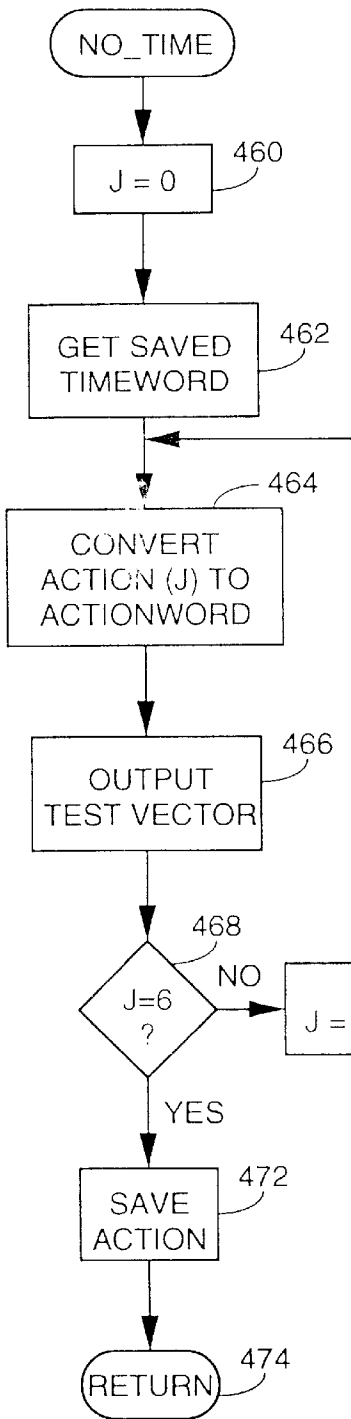 NO_TIME
460
J = 0
462
GET SAVED
TIMEWORD
464
CONVERT
ACTION (J) TO
ACTIONWORD
466
OUTPUT
TEST VECTOR
468
J=6
?
NO
J =
YES
472
SAVE
ACTION
RETURN
474